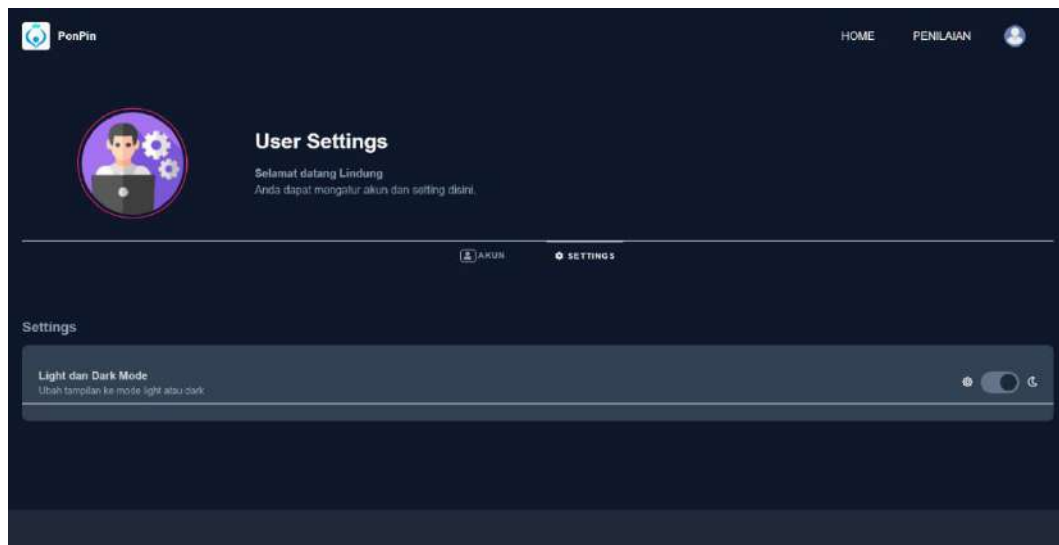 PonPin
HOME
PENILAIAN
User Settings
Selamat datang Lindung
Anda dapat mengatur akun dan setting disini.
AKUN
SETTINGS
Settings
Light dan Dark Mode
Ubah tampilan ke mode light atau dark